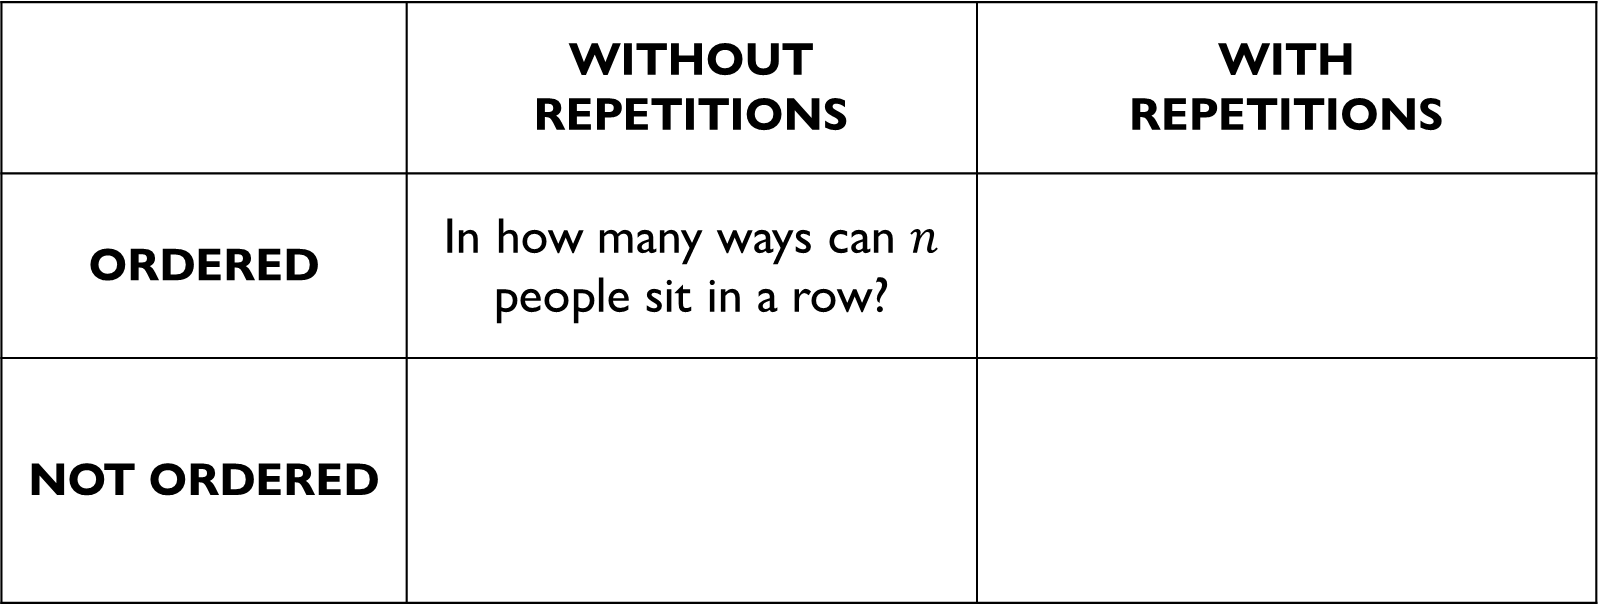 WITHOUT
REPETITIONS
WITH
REPETITIONS
ORDERED
In how many ways can n
people sit in a row?
NOT ORDERED